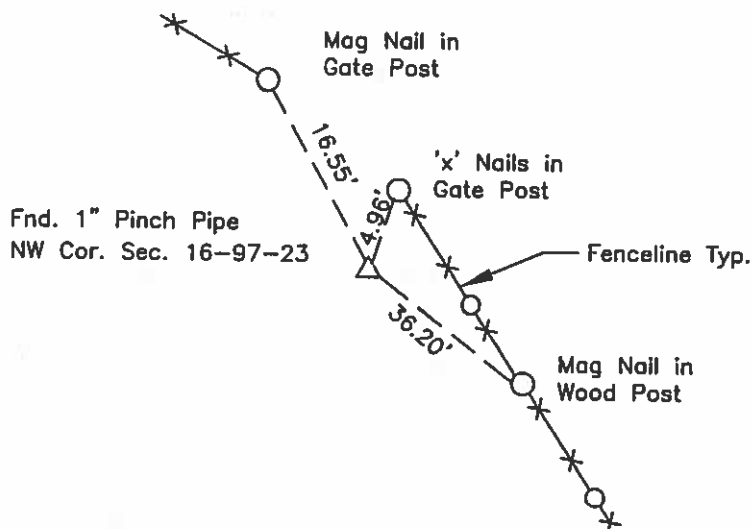 Mag Nail in
Gate Post
16.55'
'x' Nails in
Gate Post
4.96'
Fnd. 1" Pinch Pipe
NW Cor. Sec. 16-97-23
Fenceline Typ.
36.20'
Mag Nail in
Wood Post